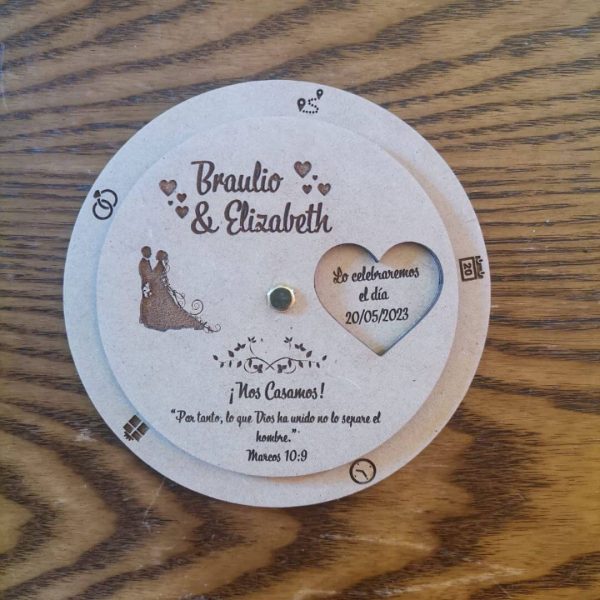 Braulio
& Elizabeth
Lo celebraremos
el día
20/05/2023
20
¡Nos Casamos!
"Por tanto, lo que Dios ha unido no lo separe el
hombre."
Marcos 10:9